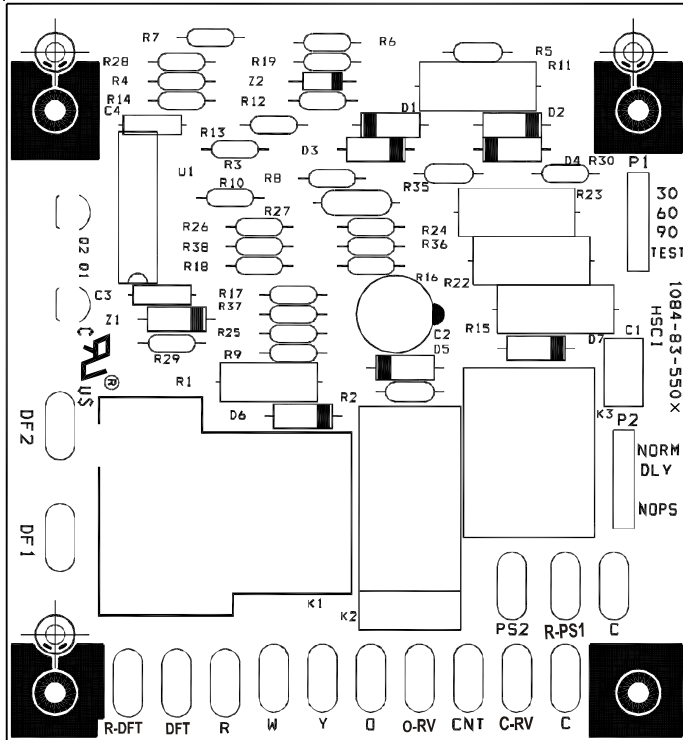 R7
R6
R5
R28
R19
R11
R4
Z2
R14
R12
C4
D1
D2
R13
D3
R3
D4
R30
P1
U1
R8
R35
R10
R23
30
R27
60
R26
R24
90
R38
R36
TEST
Q2 Q1
R18
R16
R22
C3
R17
R37
1084-83-550X
HSCI
Z1
C2
R15
C1
R25
D5
D7
R29
R9
C
US
®
R1
R2
K3
D6
P2
DF2
NORM
DLY
NOPS
DF1
K1
K2
PS2
R-PS1
C
R-DFT
DFT
R
W
Y
O
O-RV
CNT
C-RV
C